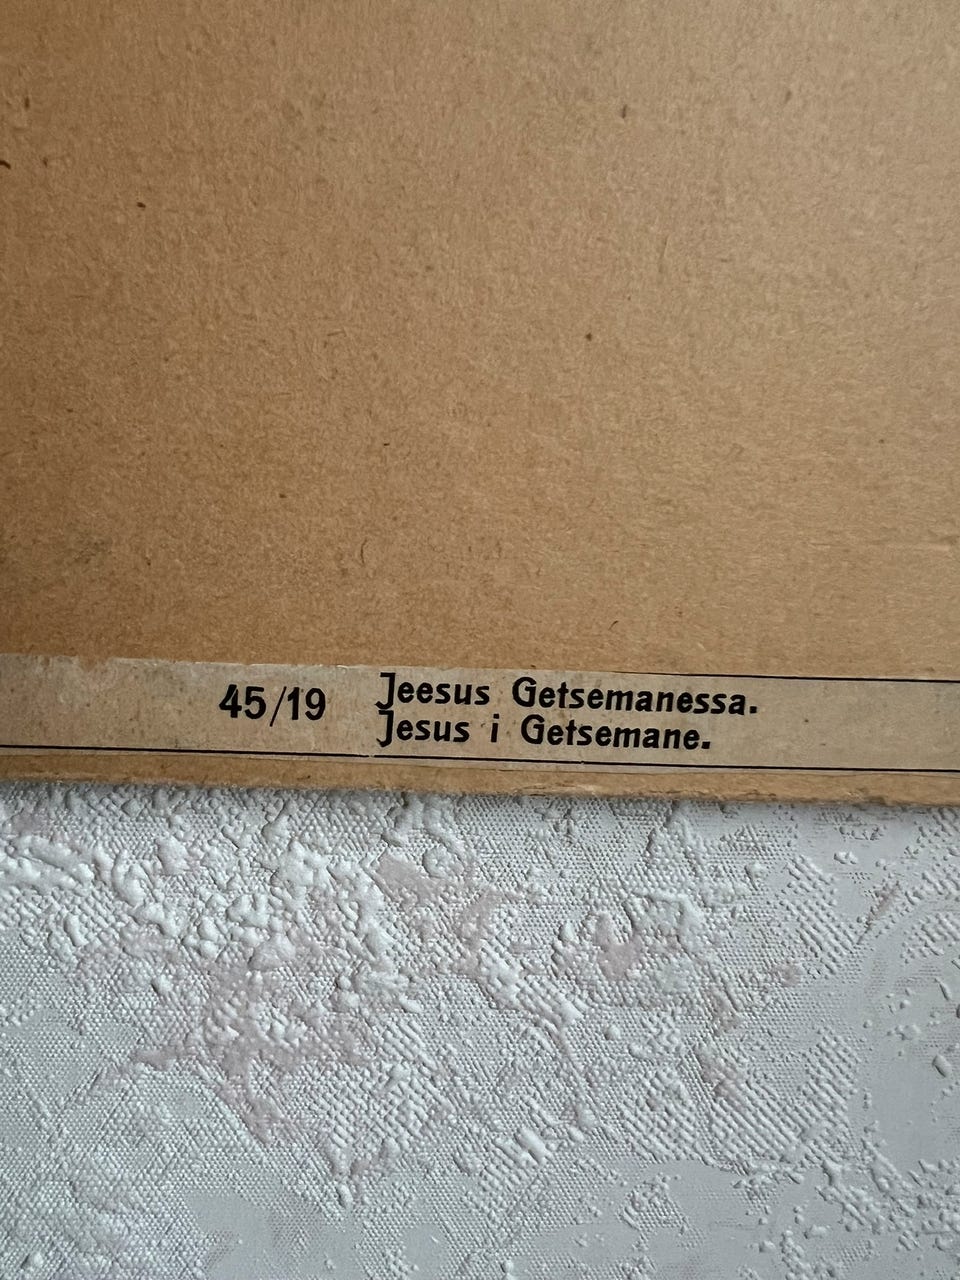 45/19 Jeesus Getsemanessa.
Jesus i Getsemane.